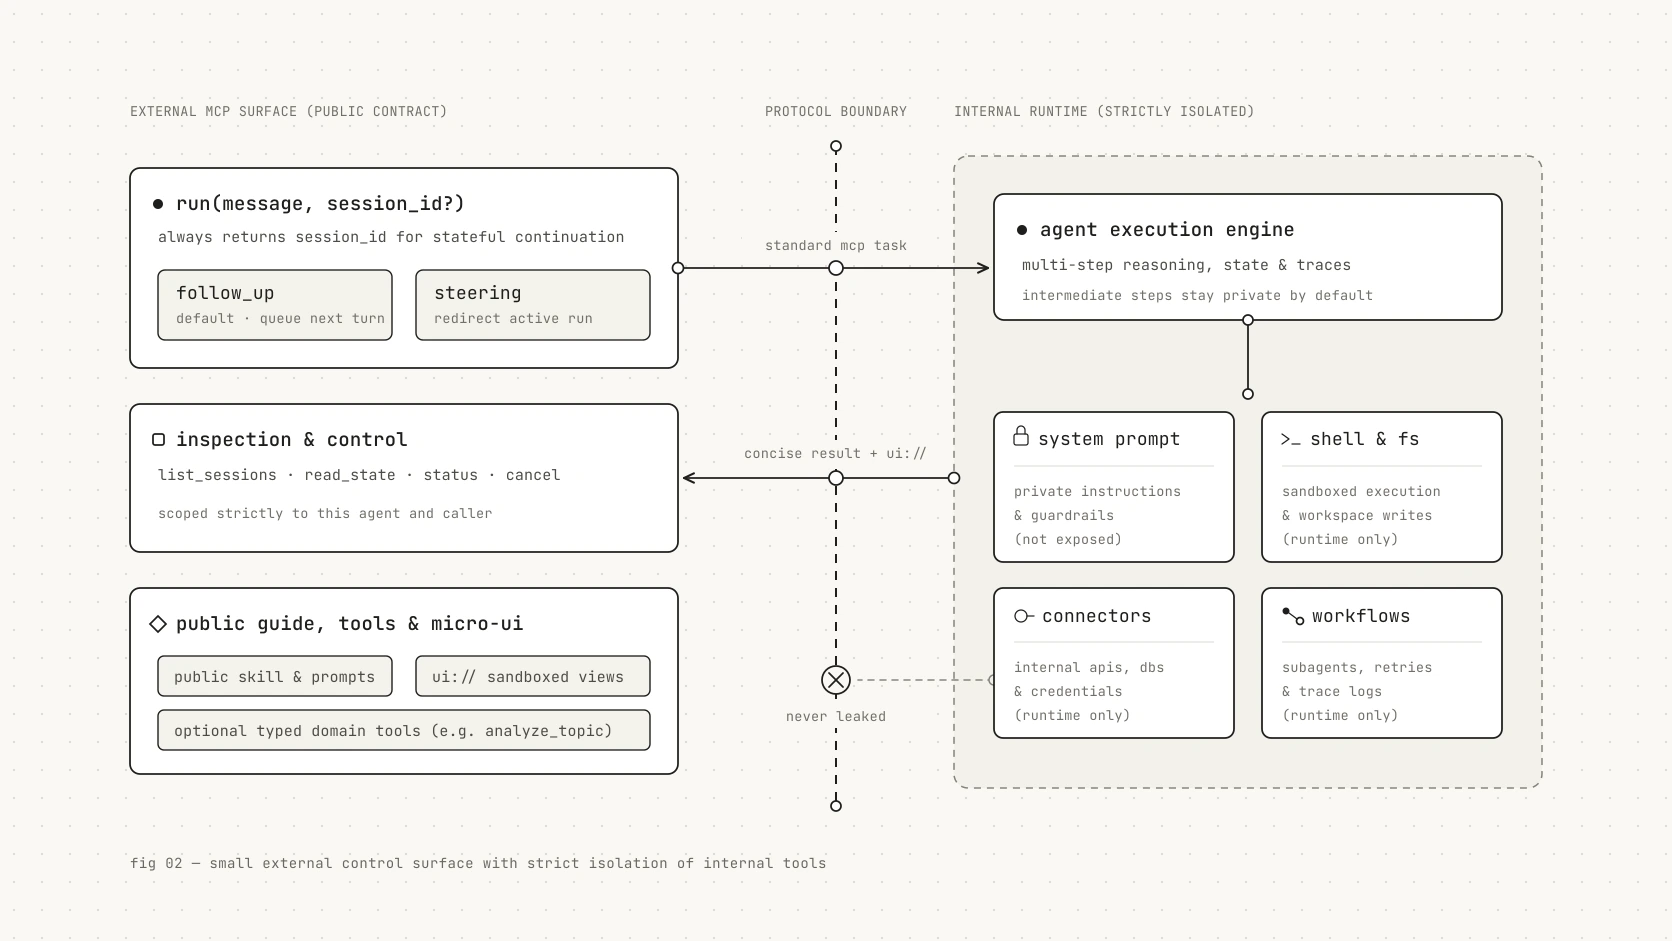 EXTERNAL MCP SURFACE (PUBLIC CONTRACT)
run(message, session_id?)
always returns session_id for stateful continuation
follow_up
default · queue next turn
steering
redirect active run
inspection & control
list_sessions · read_state · status · cancel
scoped strictly to this agent and caller
public guide, tools & micro-ui
public skill & prompts
ui:// sandboxed views
optional typed domain tools (e.g. analyze_topic)
PROTOCOL BOUNDARY
standard mcp task
concise result + ui://
never leaked
INTERNAL RUNTIME (STRICTLY ISOLATED)
agent execution engine
multi-step reasoning, state & traces
intermediate steps stay private by default
system prompt
private instructions
& guardrails
(not exposed)
shell & fs
sandboxed execution
& workspace writes
(runtime only)
connectors
internal apis, dbs
& credentials
(runtime only)
workflows
subagents, retries
& trace logs
(runtime only)
fig 02 — small external control surface with strict isolation of internal tools